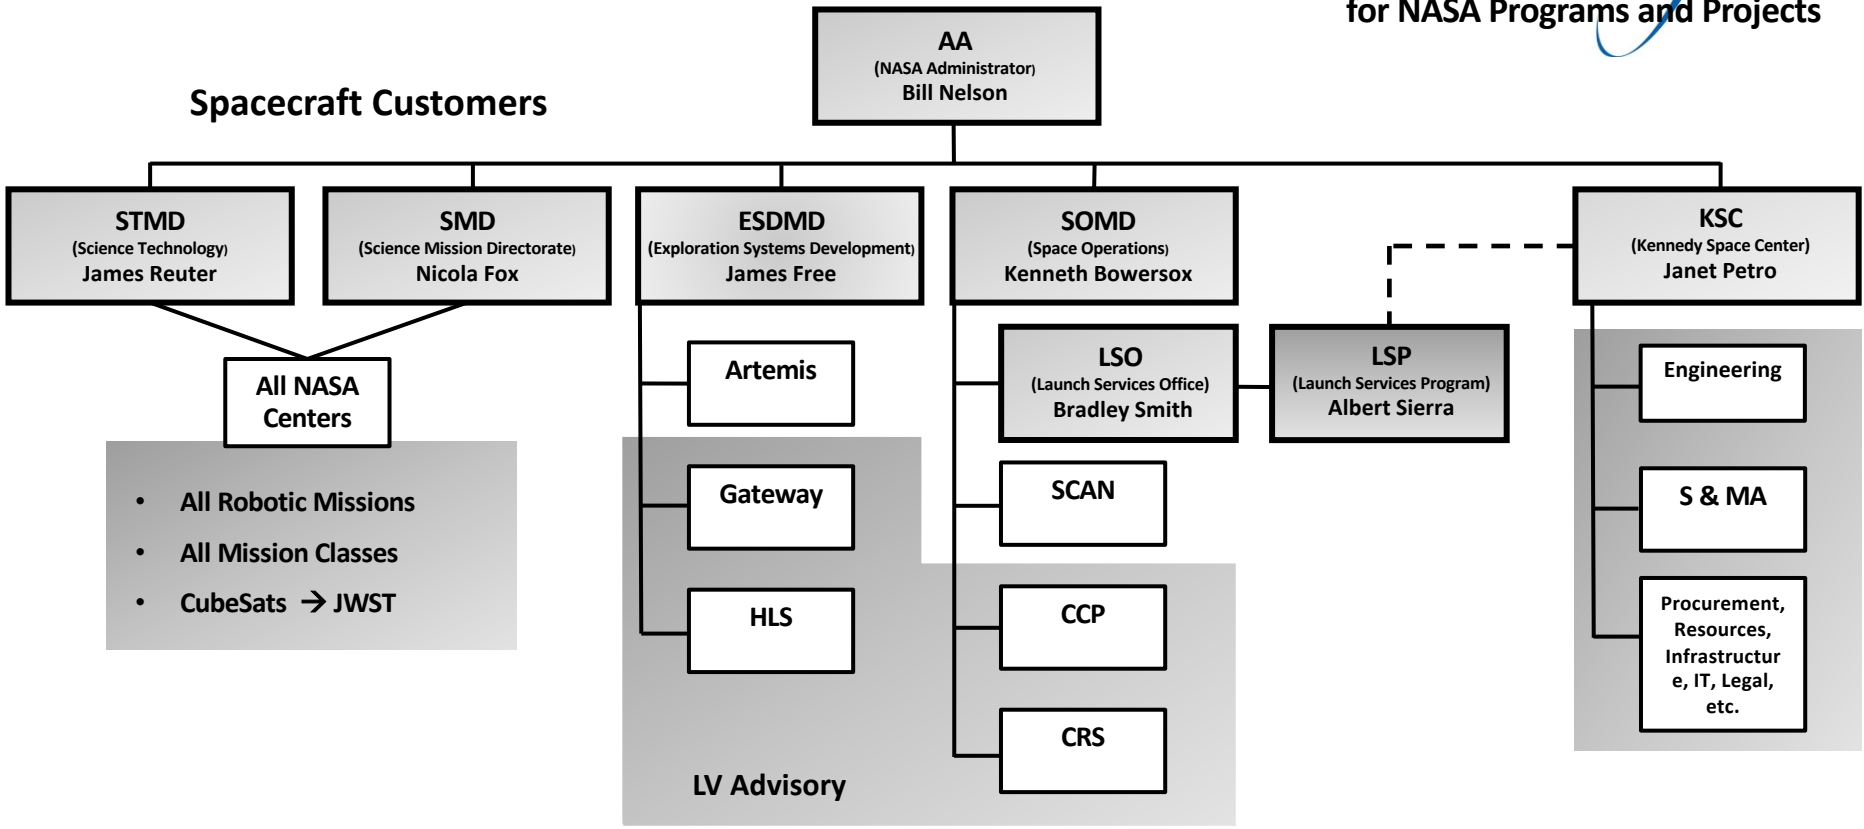 for NASA Programs and Projects
AA
(NASA Administrator)
Bill Nelson
Spacecraft Customers
STMD
(Science Technology)
James Reuter
SMD
(Science Mission Directorate)
Nicola Fox
ESDMD
(Exploration Systems Development)
James Free
SOMD
(Space Operations)
Kenneth Bowersox
KSC
(Kennedy Space Center)
Janet Petro
All NASA
Centers
• All Robotic Missions
• All Mission Classes
• CubeSats → JWST
Artemis
Gateway
HLS
LV Advisory
LSO
(Launch Services Office)
Bradley Smith
LSP
(Launch Services Program)
Albert Sierra
SCAN
CCP
CRS
Engineering
S & MA
Procurement,
Resources,
Infrastructur
e, IT, Legal,
etc.